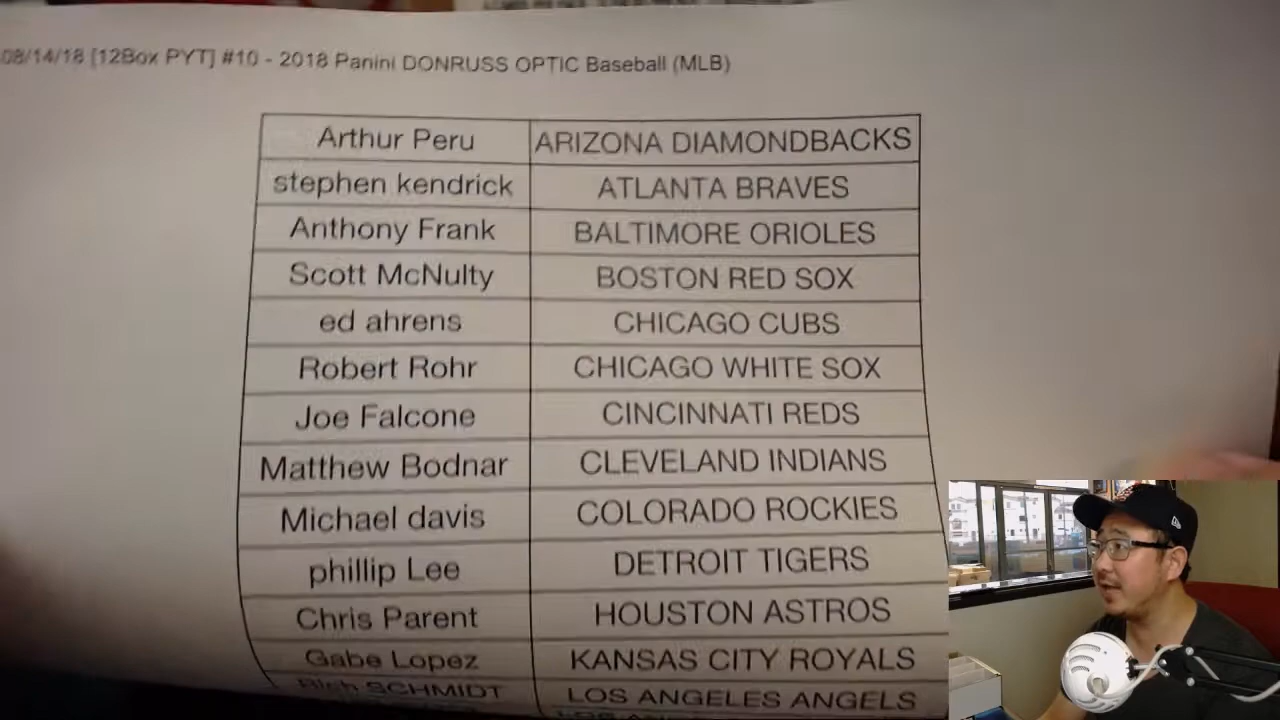 08/14/18 [12Box PYT] #10 - 2018 Panini DONRUSS OPTIC Baseball (MLB)
Arthur Peru ARIZONA DIAMONDBACKS
stephen kendrick ATLANTA BRAVES
Anthony Frank BALTIMORE ORIOLES
Scott McNulty BOSTON RED SOX
ed ahrens CHICAGO CUBS
Robert Rohr CHICAGO WHITE SOX
Joe Falcone CINCINNATI REDS
Matthew Bodnar CLEVELAND INDIANS
Michael davis COLORADO ROCKIES
phillip Lee DETROIT TIGERS
Chris Parent HOUSTON ASTROS
Gabe Lopez KANSAS CITY ROYALS
Rich SCHMIDT LOS ANGELES ANGELS